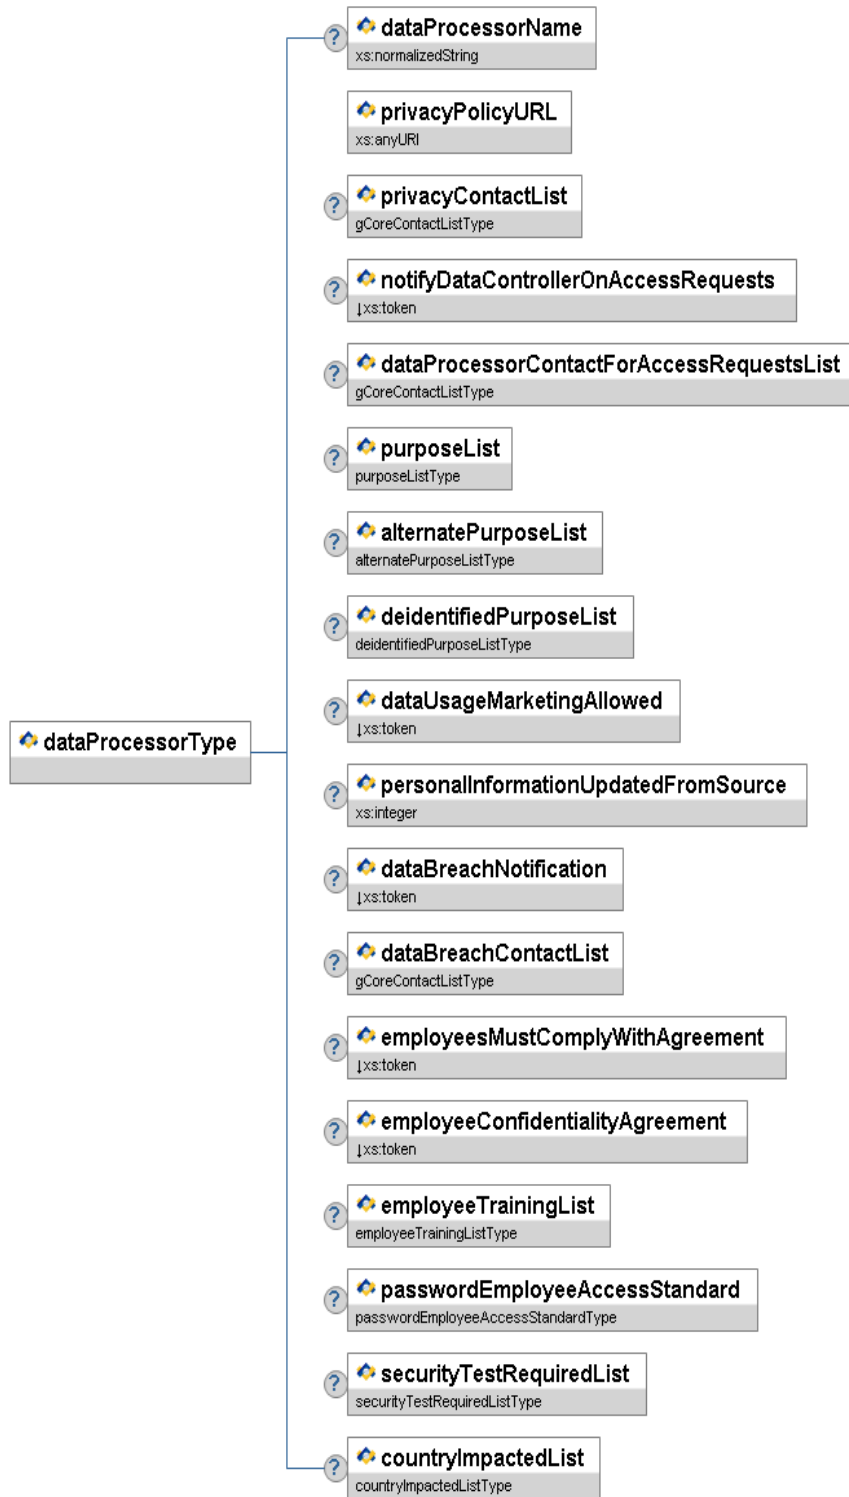 dataProcessorName
xs:normalizedString
privacyPolicyURL
xs:anyURI
?
privacyContactList
gCoreContactListType
?
notifyDataControllerOnAccessRequests
↓xs:token
?
dataProcessorContactForAccessRequestsList
gCoreContactListType
?
purposeList
purposeListType
?
alternatePurposeList
alternatePurposeListType
?
deidentifiedPurposeList
deidentifiedPurposeListType
?
dataUsageMarketingAllowed
↓xs:token
?
dataProcessorType
personalInformationUpdatedFromSource
xs:integer
?
dataBreachNotification
↓xs:token
?
dataBreachContactList
gCoreContactListType
?
employeesMustComplyWithAgreement
↓xs:token
?
employeeConfidentialityAgreement
↓xs:token
?
employeeTrainingList
employeeTrainingListType
?
passwordEmployeeAccessStandard
passwordEmployeeAccessStandardType
?
securityTestRequiredList
securityTestRequiredListType
?
countryImpactedList
countryImpactedListType
?